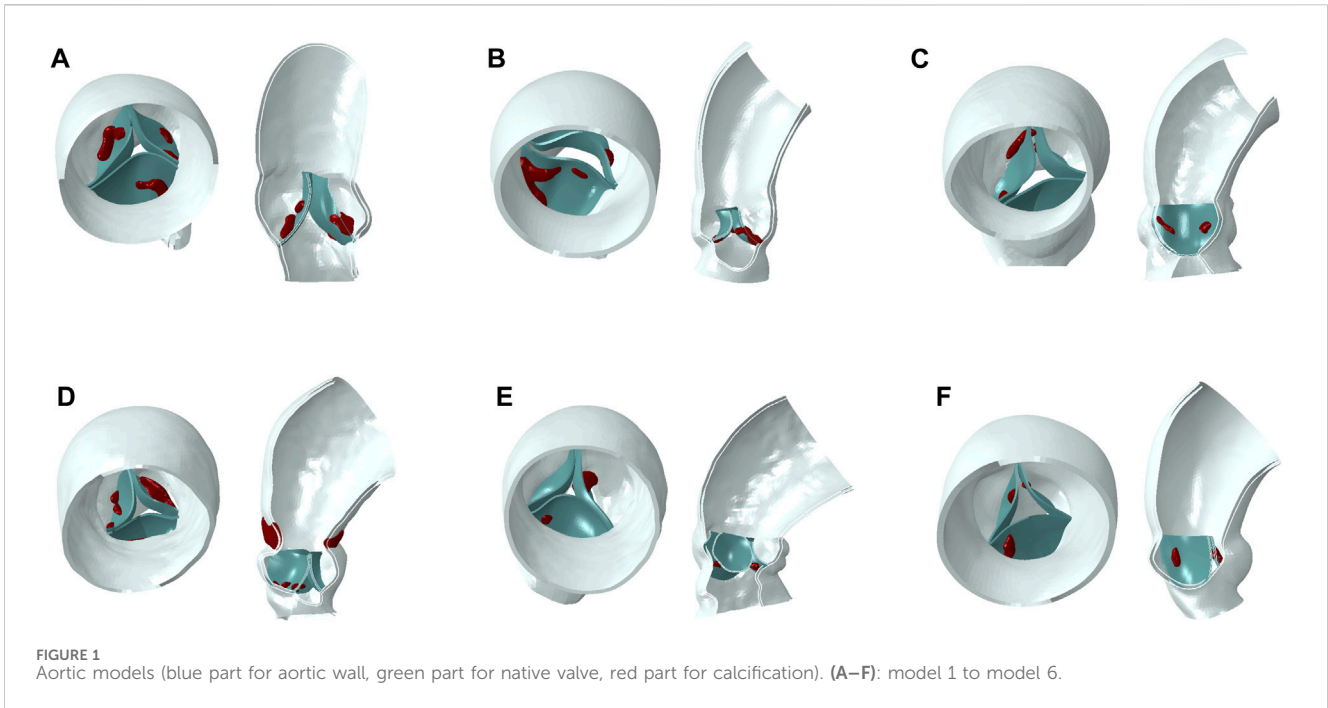 A
B
C
D
E
F
FIGURE 1
Aortic models (blue part for aortic wall, green part for native valve, red part for calcification). (A–F): model 1 to model 6.